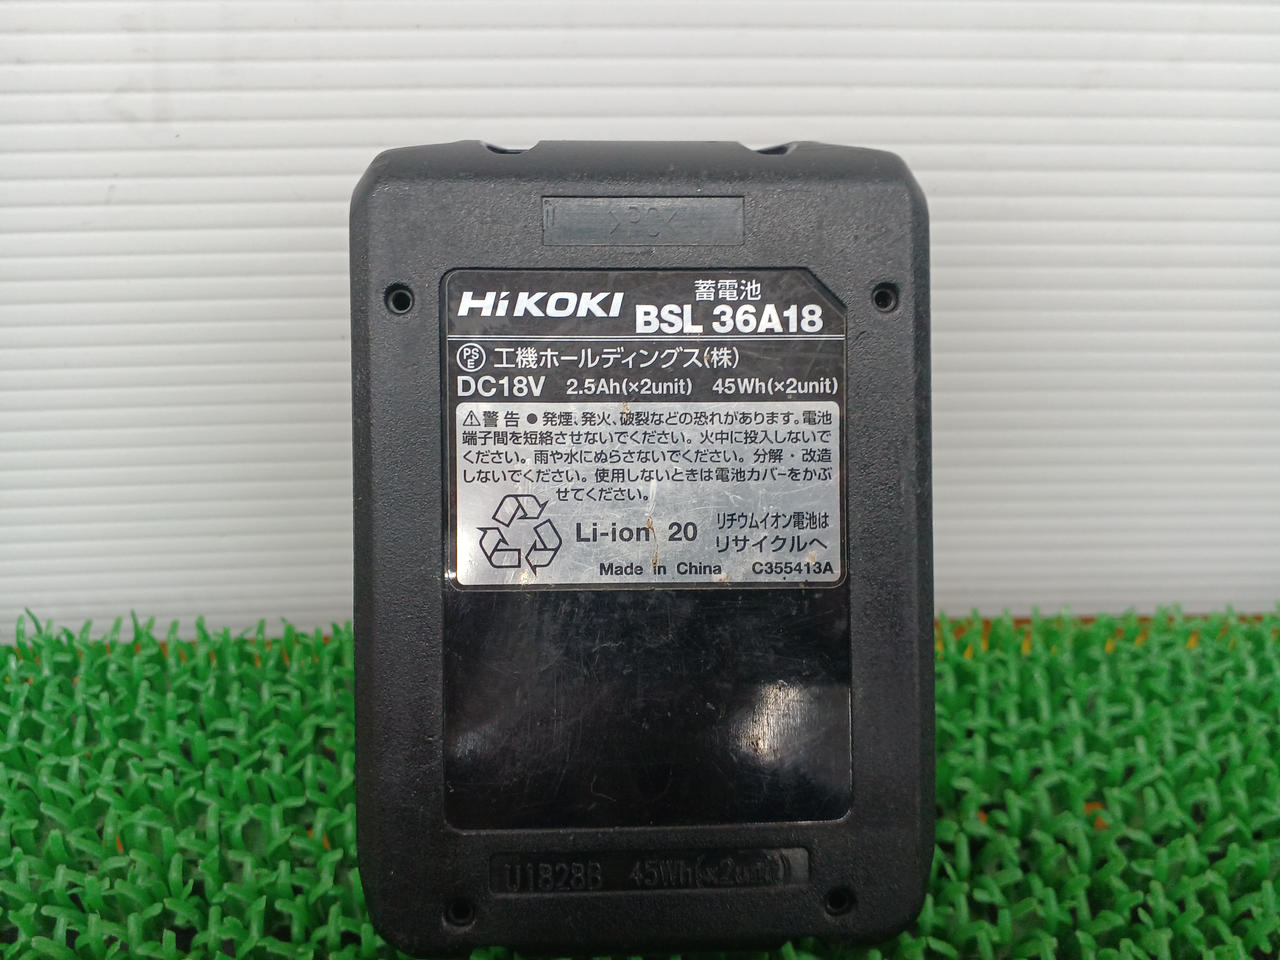 >PC<
HiKOKI 蓄電池
BSL 36A18
PSE 工機ホールディングス(株)
DC18V 2.5Ah(×2unit) 45Wh(×2unit)
⚠警告 ● 発煙、発火、破裂などの恐れがあります。電池
端子間を短絡させないでください。火中に投入しないで
ください。雨や水にぬらさないでください。分解・改造
しないでください。使用しないときは電池カバーをかぶ
せてください。
Li-ion 20 リチウムイオン電池は
リサイクルへ
Made in China C355413A
U1B28B 45Wh(×2unit)